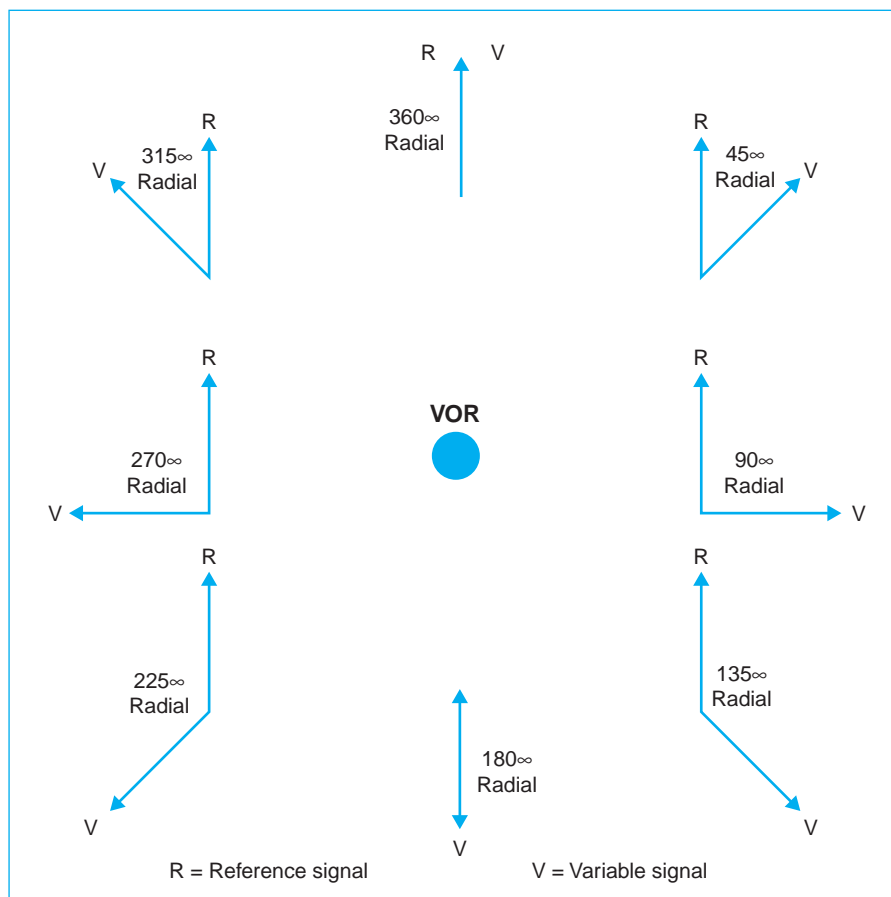 R V
360∞
Radial
R
315∞
Radial
V
R
45∞
Radial
V
R
270∞
Radial
V
VOR
R
90∞
Radial
V
R
225∞
Radial
V
180∞
Radial
V
R
135∞
Radial
V
R = Reference signal
V = Variable signal